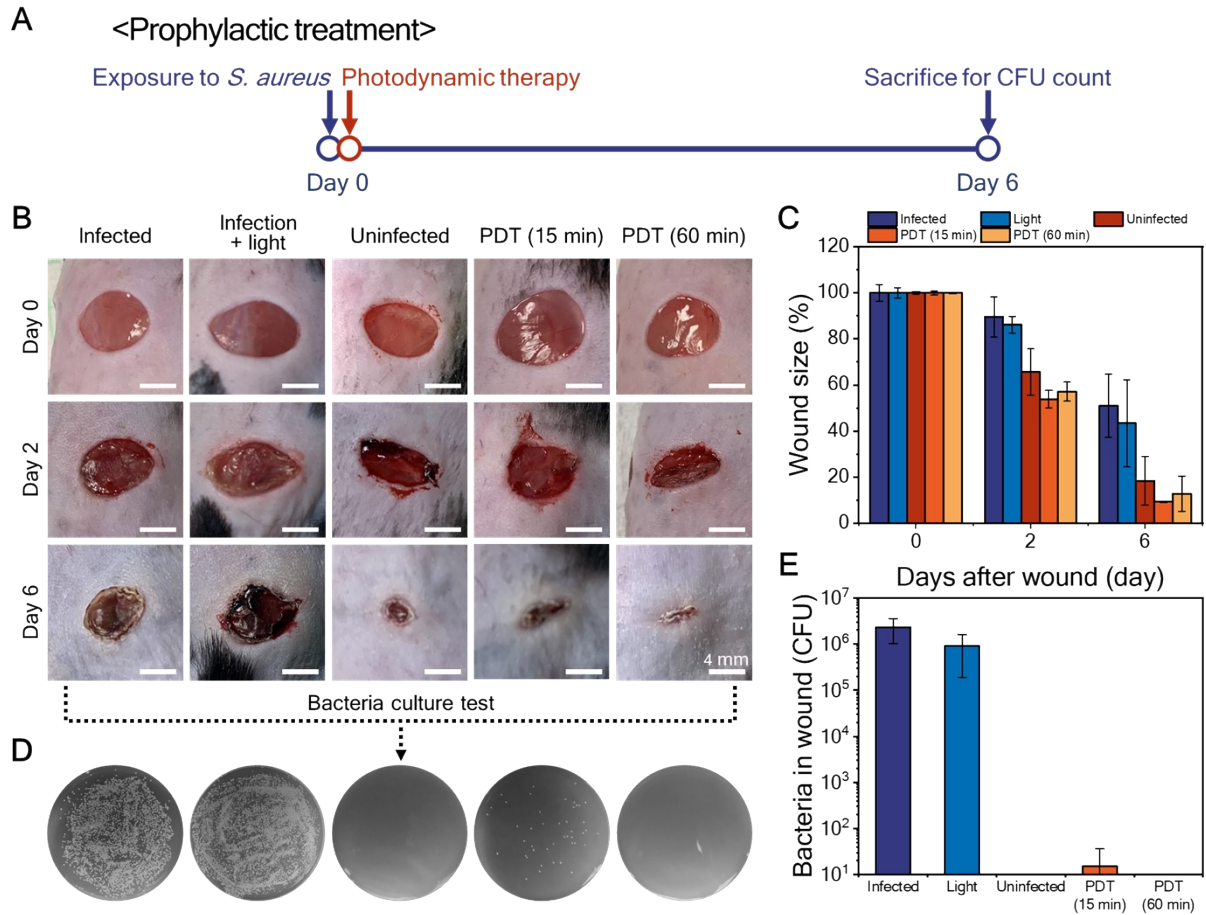 A
<Prophylactic treatment>
Exposure to S. aureus Photodynamic therapy Sacrifice for CFU count
Day 0 Day 6
B
Infected Infection + light Uninfected PDT (15 min) PDT (60 min)
Day 0
Day 2
Day 6
4 mm
Bacteria culture test
C
Infected Light Uninfected
PDT (15 min) PDT (60 min)
Wound size (%)
120
100
80
60
40
20
0
0 2 6
Days after wound (day)
D
E
Bacteria in wound (CFU)
10^7
10^6
10^5
10^4
10^3
10^2
10^1
Infected Light Uninfected PDT (15 min) PDT (60 min)